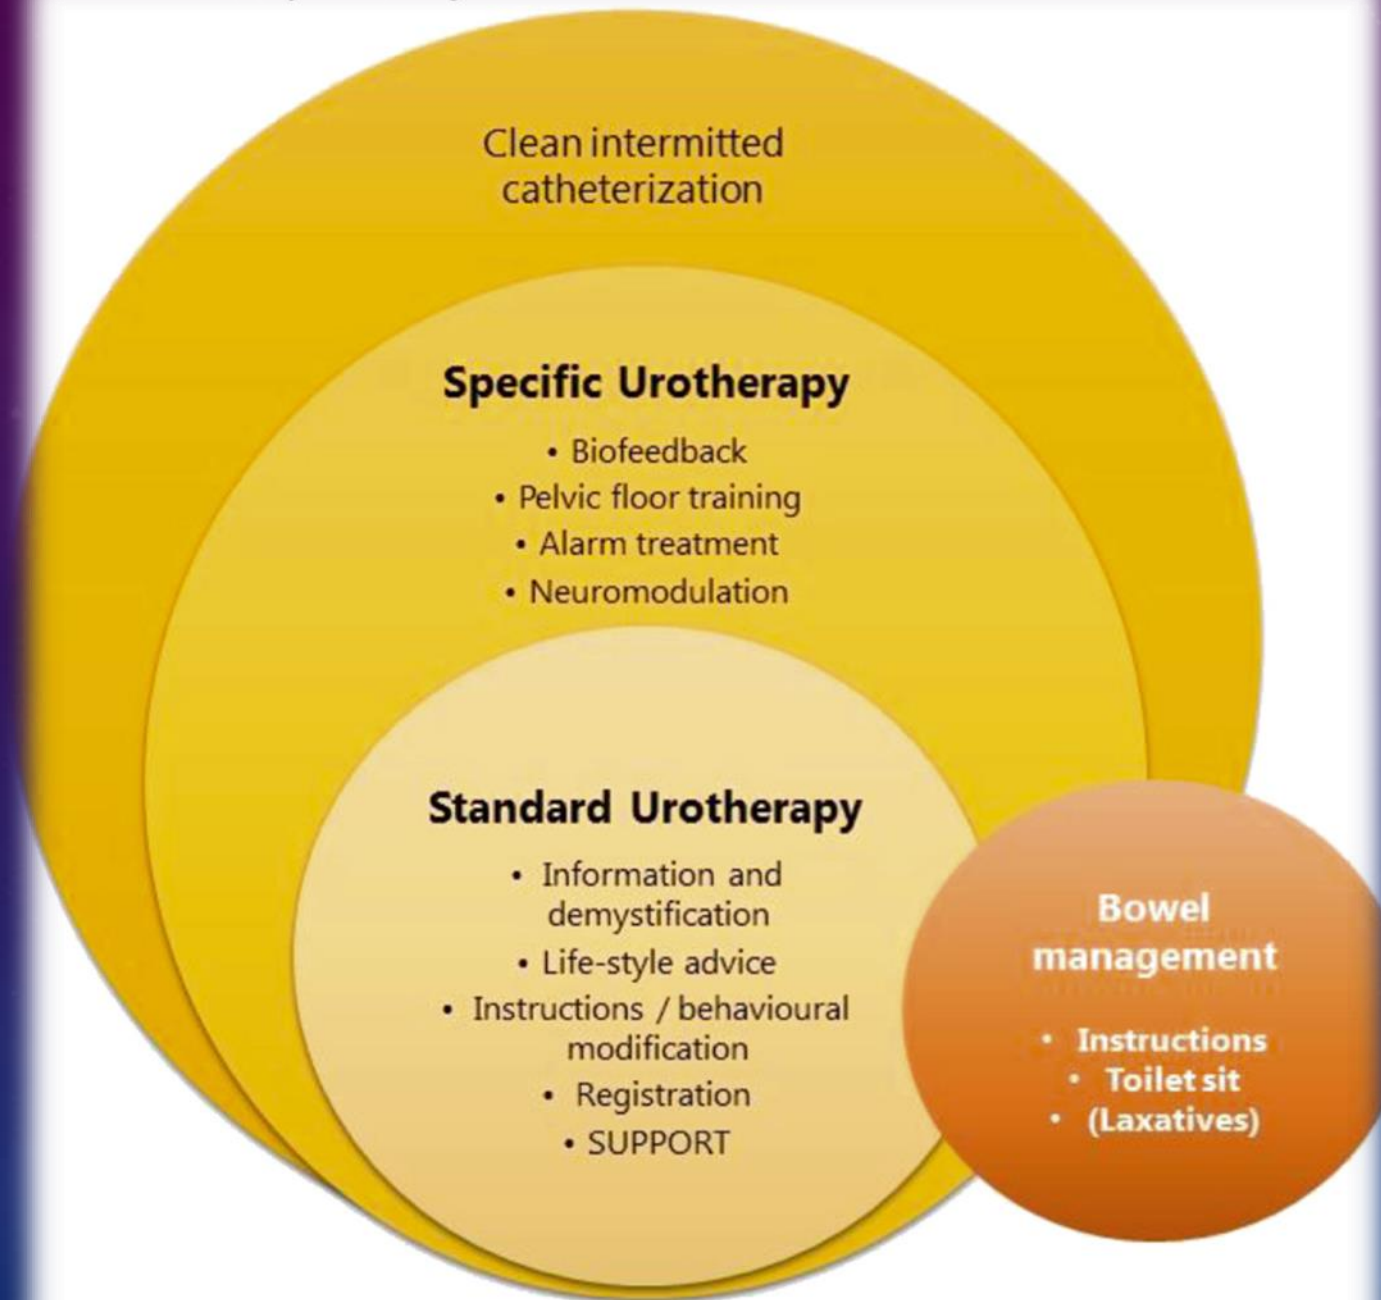 Clean intermitted
catheterization
Specific Urotherapy
• Biofeedback
• Pelvic floor training
• Alarm treatment
• Neuromodulation
Standard Urotherapy
• Information and
demystification
• Life-style advice
• Instructions / behavioural
modification
• Registration
• SUPPORT
Bowel
management
• Instructions
• Toilet sit
• (Laxatives)